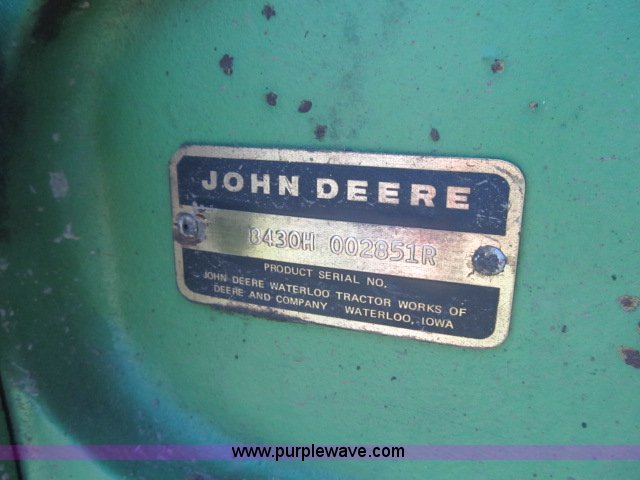 JOHN DEERE
8430H 002851R
PRODUCT SERIAL NO.
JOHN DEERE WATERLOO TRACTOR WORKS OF
DEERE AND COMPANY WATERLOO, IOWA
www.purplewave.com